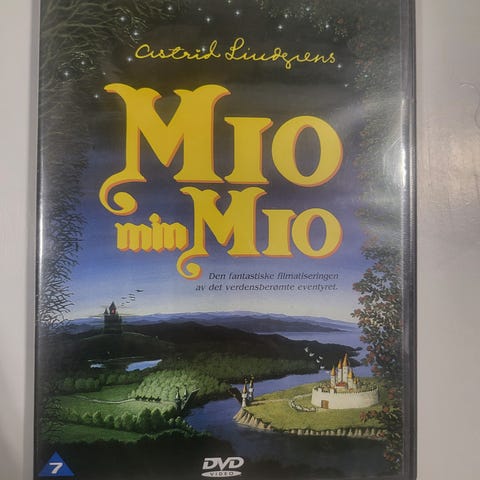 Astrid Lindgrens
MIO
min MIO
Den fantastiske filmatiseringen
av det verdensberømte eventyret.
7
DVD
VIDEO